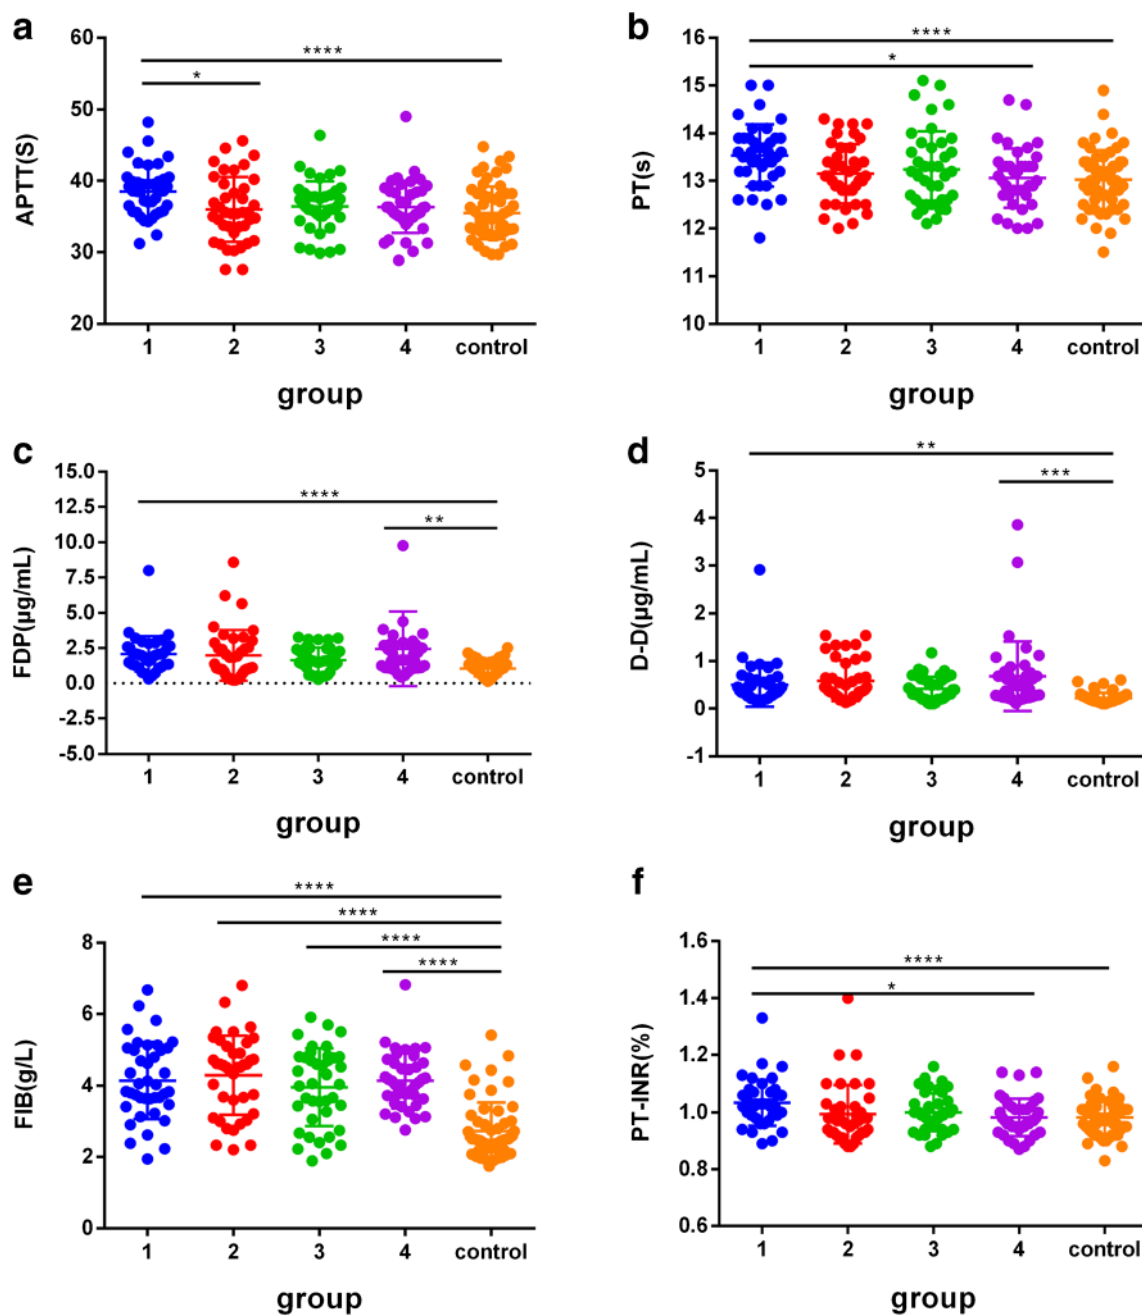 a
APTT(S)
60
50
40
30
20
****
*
1 2 3 4 control
group
b
PT(s)
16
15
14
13
12
11
10
****
*
1 2 3 4 control
group
c
FDP(μg/mL)
15.0
12.5
10.0
7.5
5.0
2.5
0.0
-2.5
-5.0
****
**
1 2 3 4 control
group
d
D-D(μg/mL)
5
4
3
2
1
0
-1
**
***
1 2 3 4 control
group
e
FIB(g/L)
8
6
4
2
0
****
****
****
****
1 2 3 4 control
group
f
PT-INR(%)
1.6
1.4
1.2
1.0
0.8
0.6
****
*
1 2 3 4 control
group